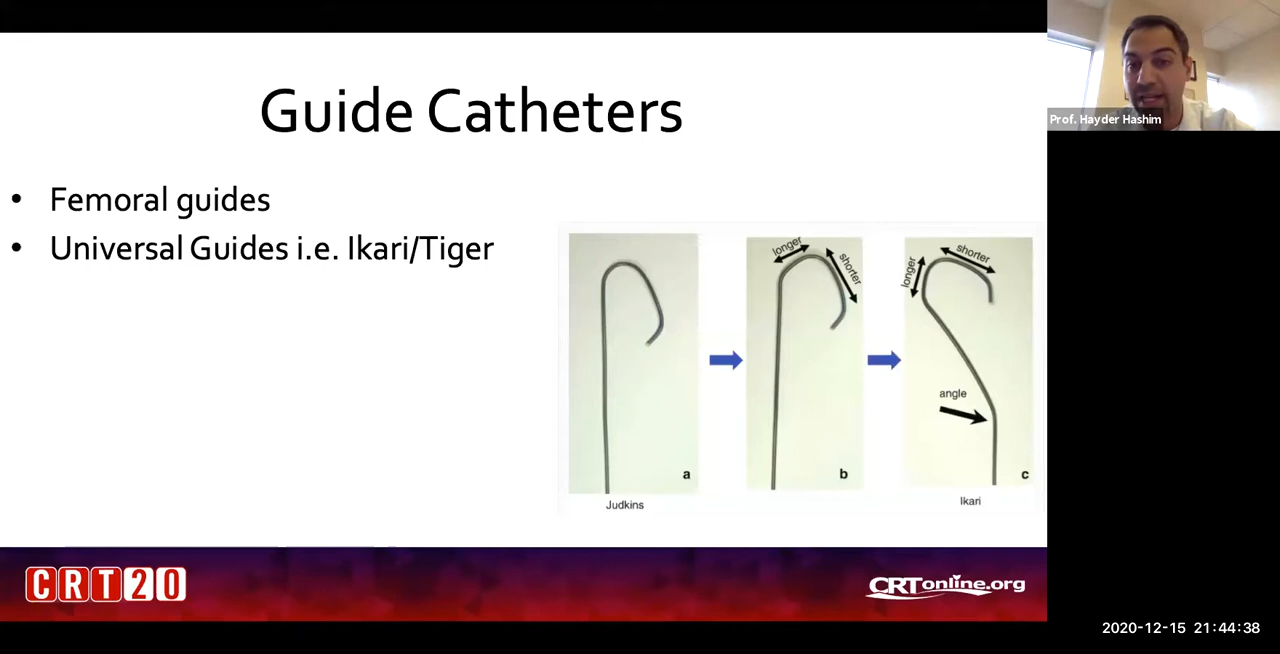 Guide Catheters
Prof. Hayder Hashim
• Femoral guides
• Universal Guides i.e. Ikari/Tiger
longer
shorter
longer
shorter
angle
a
b
c
Judkins
Ikari
CRT20
CRTonline.org
2020-12-15 21:44:38